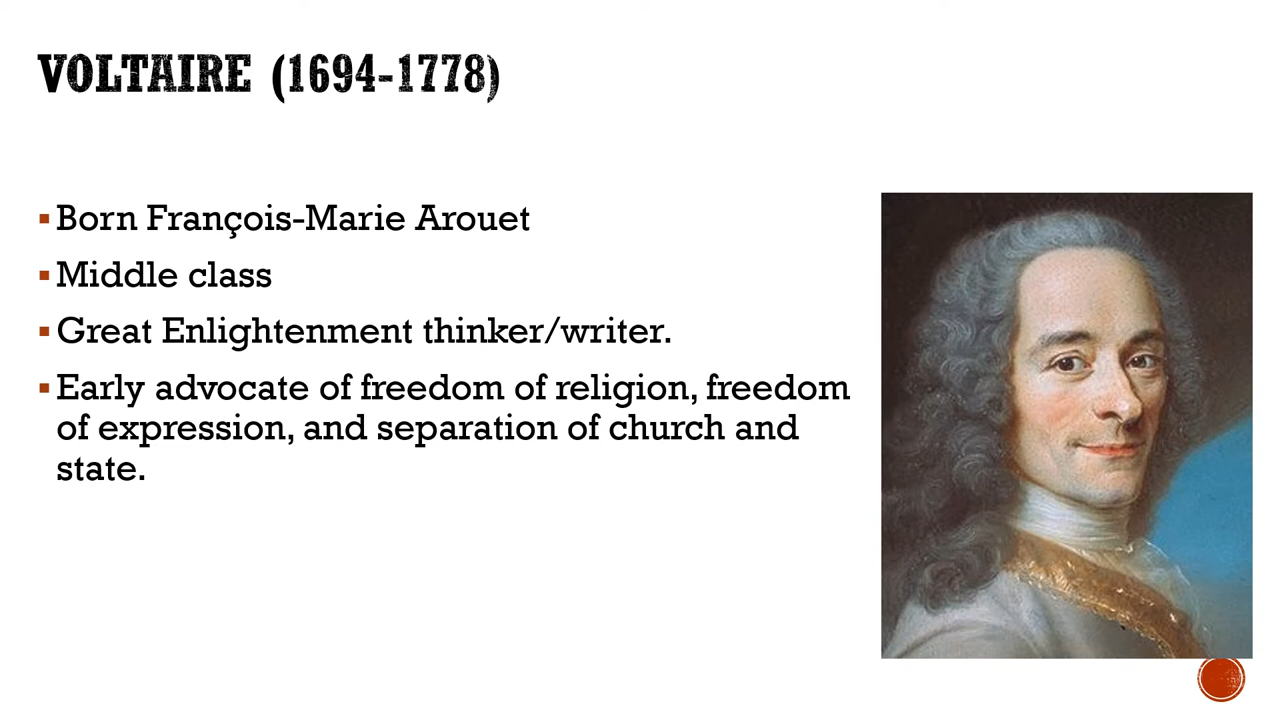 VOLTAIRE (1694-1778)
Born François-Marie Arouet
Middle class
Great Enlightenment thinker/writer.
Early advocate of freedom of religion, freedom
of expression, and separation of church and
state.